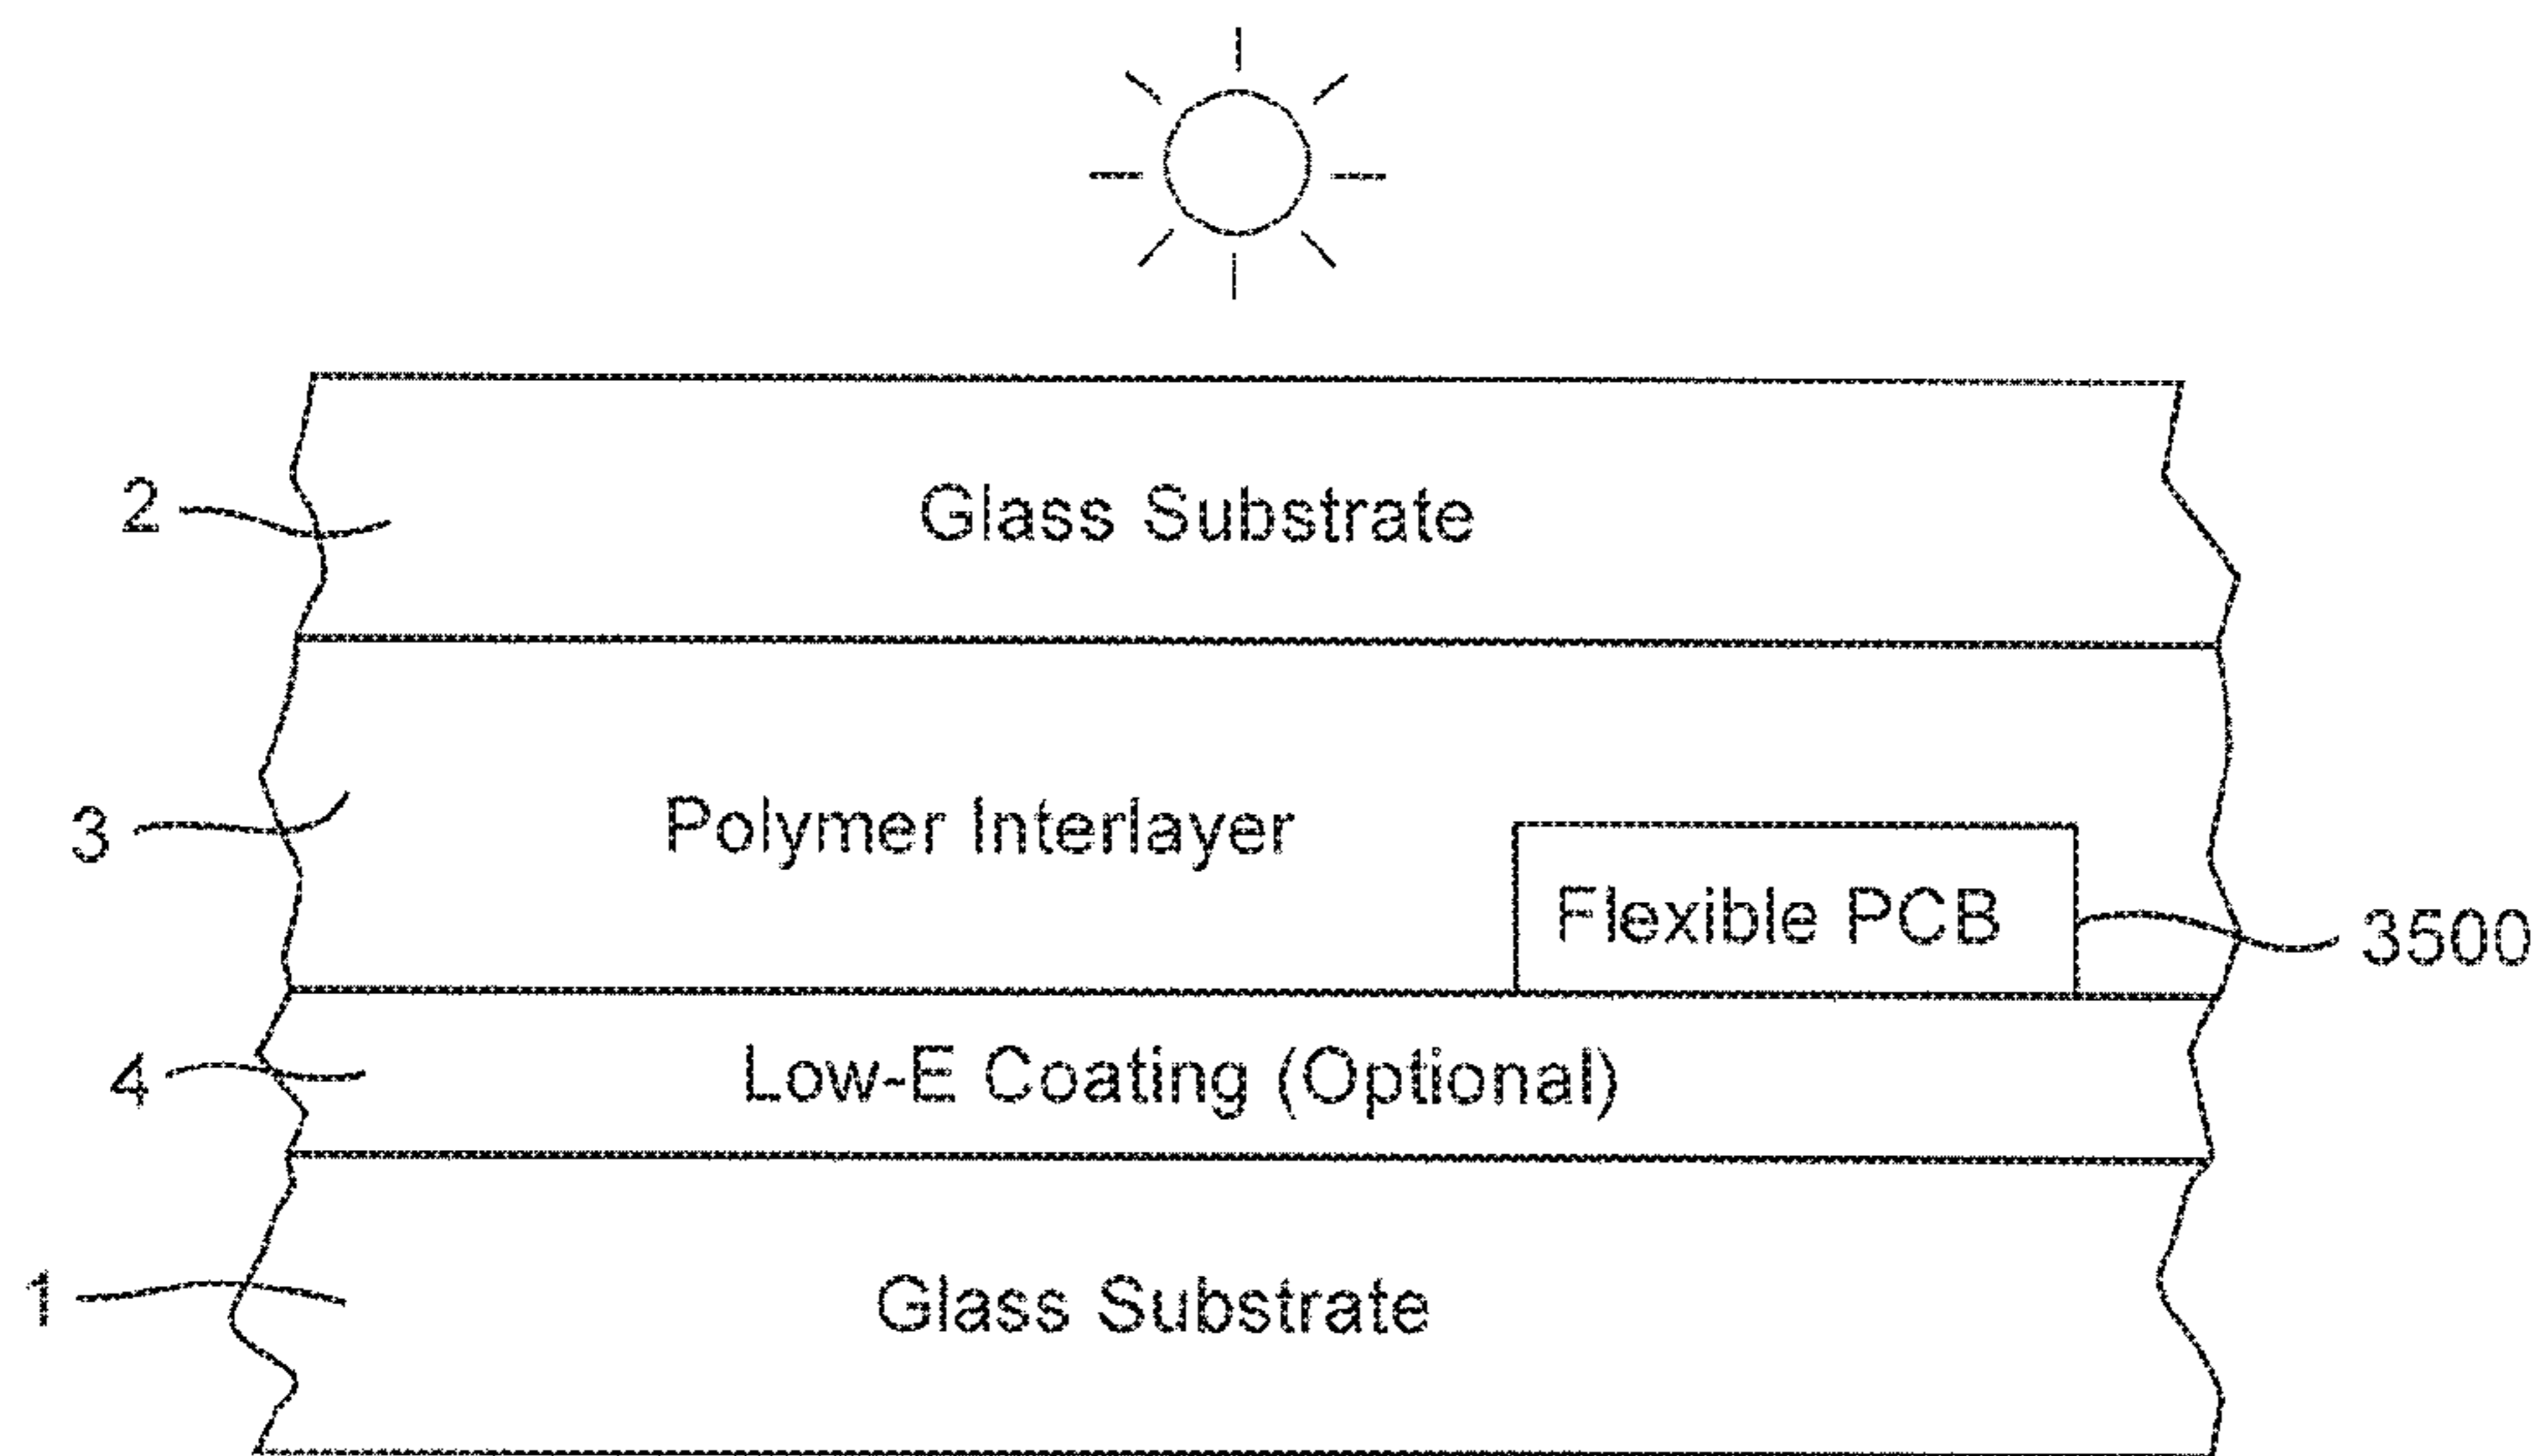 2
Glass Substrate
3
Polymer Interlayer
Flexible PCB
3500
4
Low-E Coating (Optional)
1
Glass Substrate